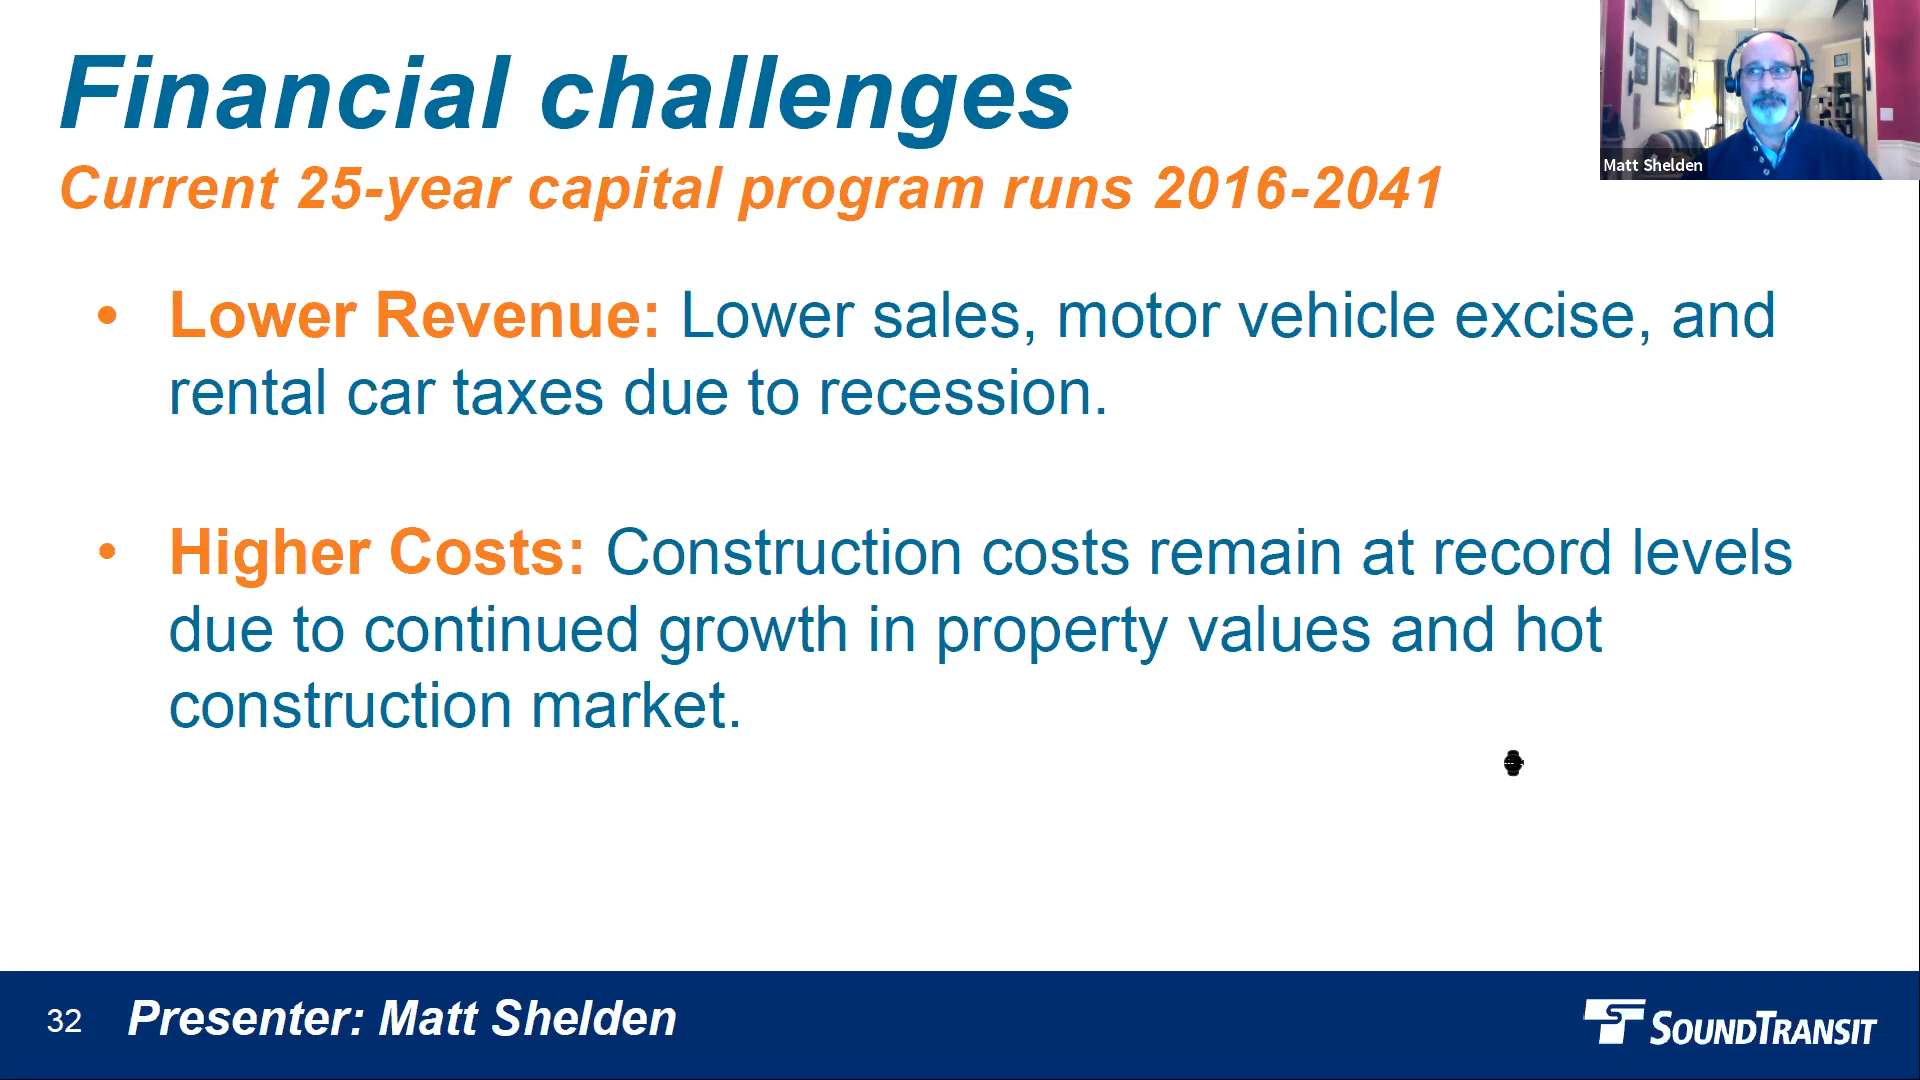 Financial challenges
Current 25-year capital program runs 2016-2041
Matt Shelden
• Lower Revenue: Lower sales, motor vehicle excise, and
rental car taxes due to recession.
• Higher Costs: Construction costs remain at record levels
due to continued growth in property values and hot
construction market.
32 Presenter: Matt Shelden
SOUNDTRANSIT